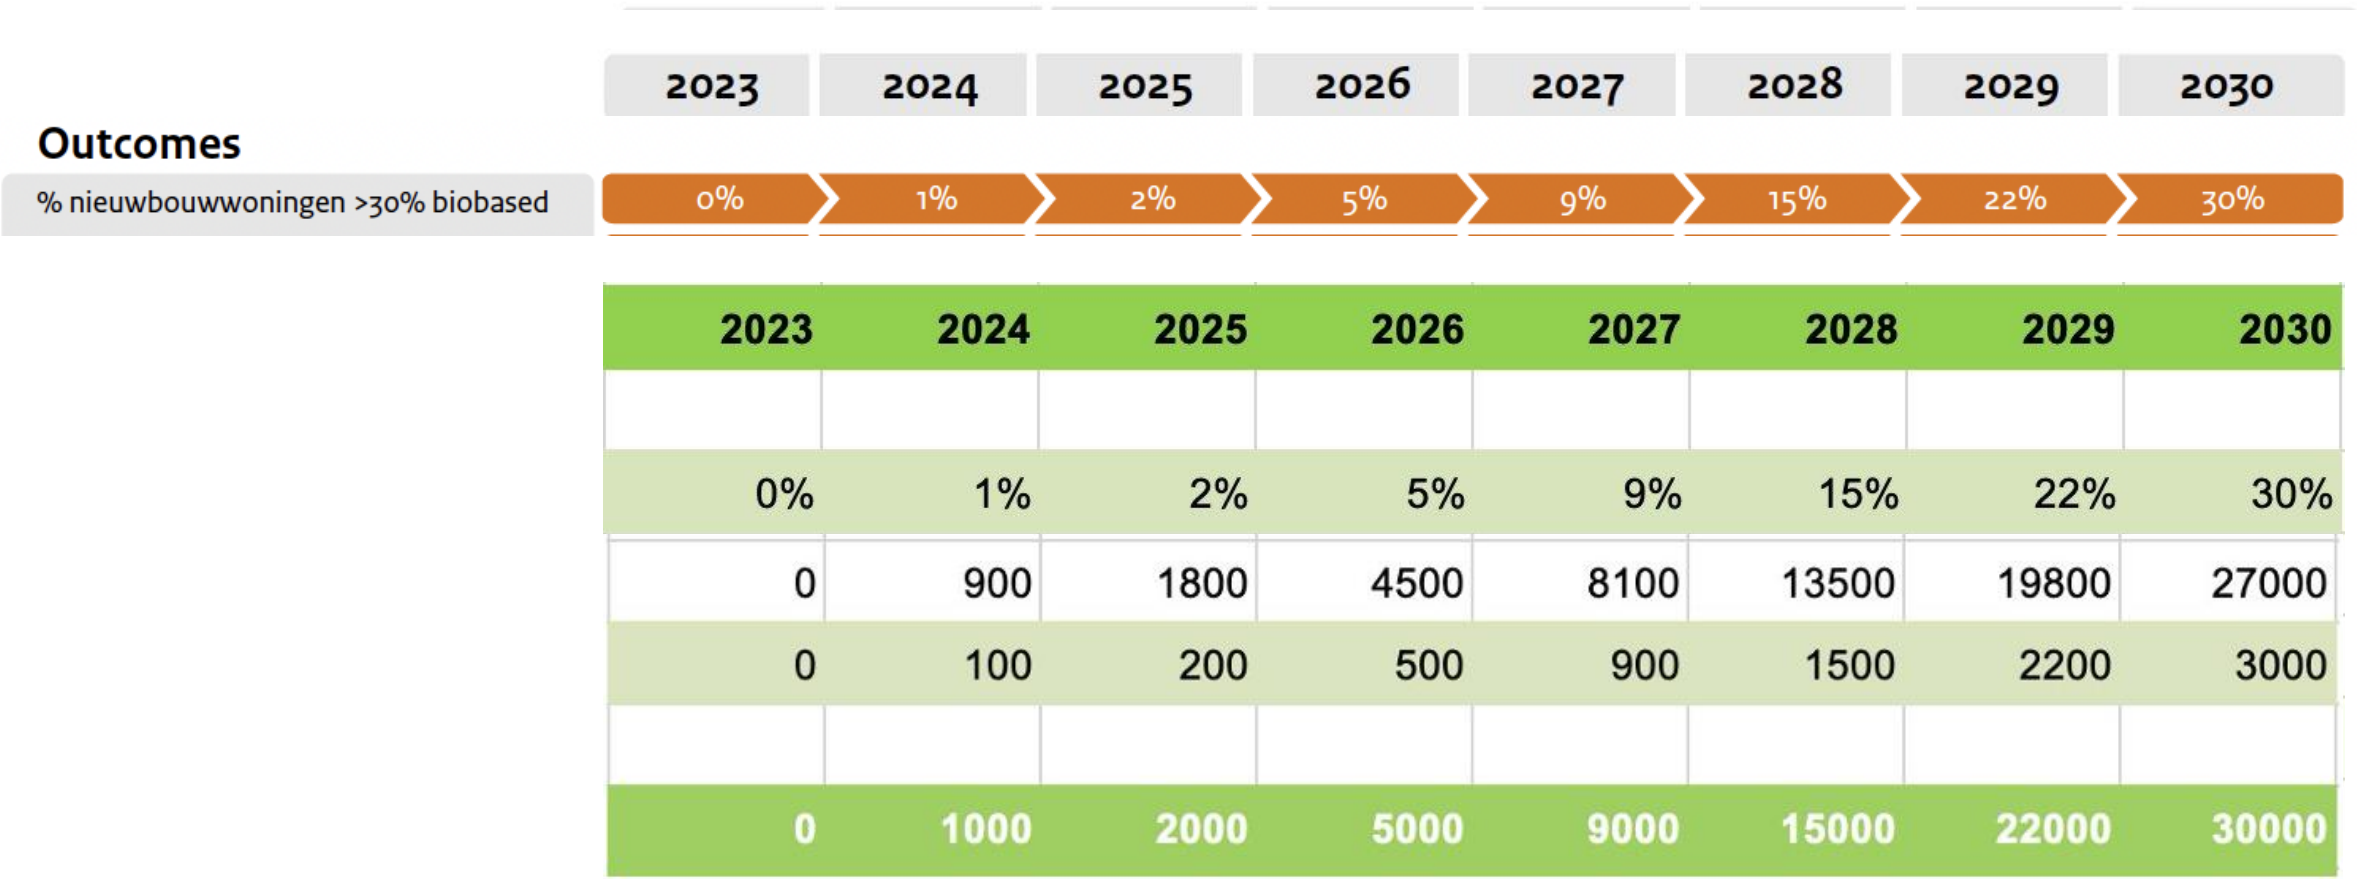 2023 2024 2025 2026 2027 2028 2029 2030
Outcomes
% nieuwbouwwoningen >30% biobased 0% 1% 2% 5% 9% 15% 22% 30%
2023 2024 2025 2026 2027 2028 2029 2030
0% 1% 2% 5% 9% 15% 22% 30%
0 900 1800 4500 8100 13500 19800 27000
0 100 200 500 900 1500 2200 3000
0 1000 2000 5000 9000 15000 22000 30000